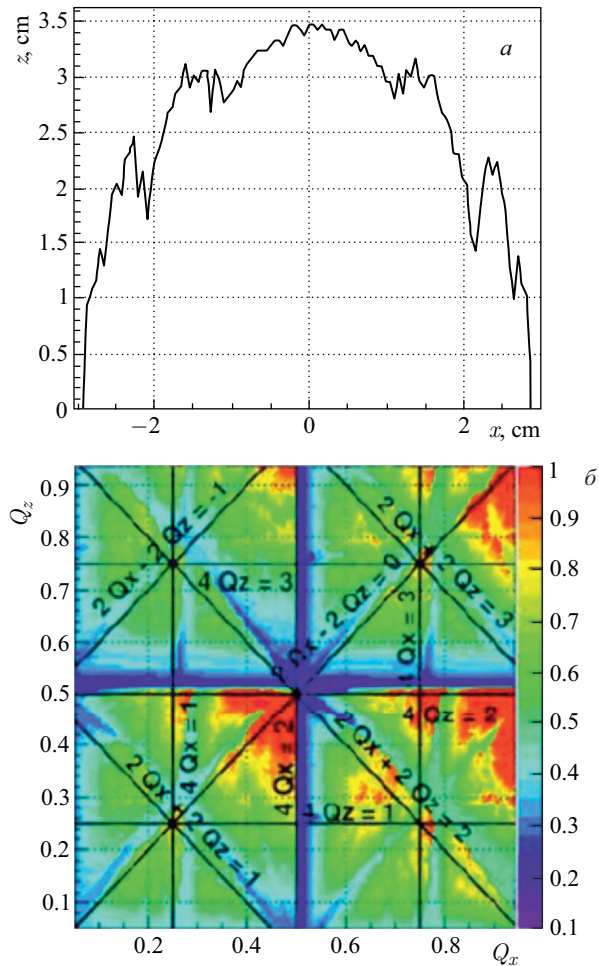 z, cm
3.5
3
2.5
2
1.5
1
0.5
0
a
−2
0
2
x, cm
Q_z
0.9
0.8
0.7
0.6
0.5
0.4
0.3
0.2
0.1
2 Qx - 2 Qz = -1
4 Qz = 3
Qx - 2 Qz = 0
2 Qx
2 Qz = 3
Qx = 3
4 Qx = 1
4 Qx = 2
4 Qz = 2
2 Qx + 2 Qz = 2
2 Qx
2 Qz = 1
Qz = 1
0.2
0.4
0.6
0.8
Q_x
1
0.9
0.8
0.7
0.6
0.5
0.4
0.3
0.2
0.1
б